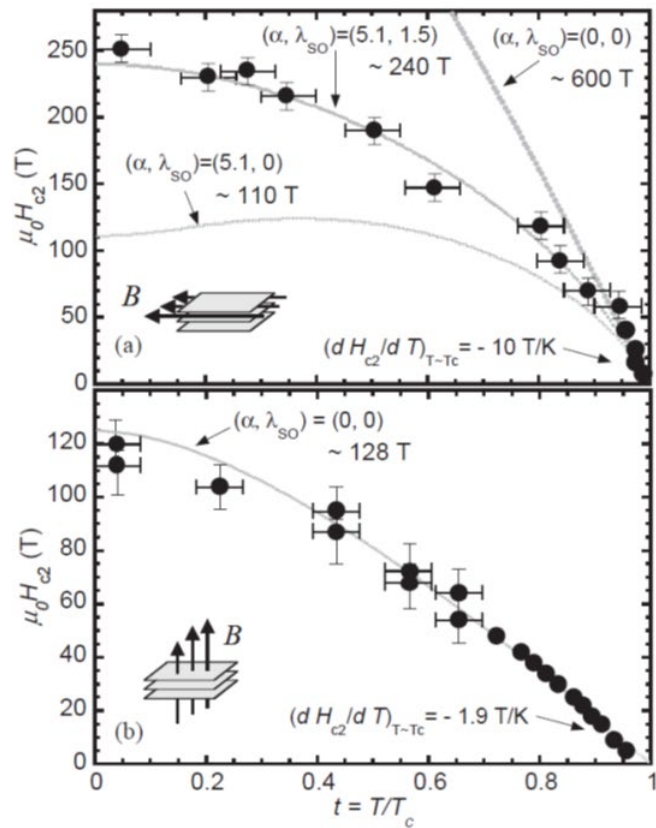 250
200
150
100
50
0
μ0Hc2 (T)
(α, λSO)=(5.1, 1.5)
~ 240 T
(α, λSO)=(0, 0)
~ 600 T
(α, λSO)=(5.1, 0)
~ 110 T
B
(a)
(d Hc2/d T)T~Tc = - 10 T/K
120
100
80
60
40
20
0
μ0Hc2 (T)
(α, λSO) = (0, 0)
~ 128 T
B
(b)
(d Hc2/d T)T~Tc = - 1.9 T/K
0 0.2 0.4 0.6 0.8 1
t = T/Tc